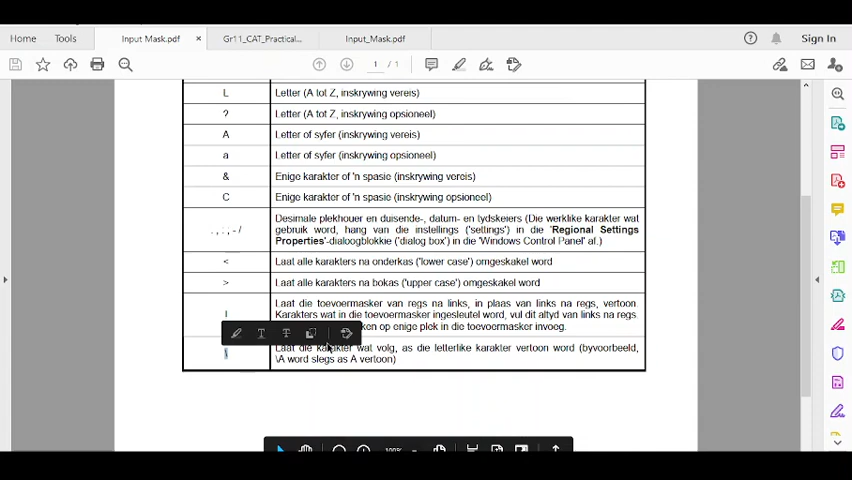 Home Tools Input Mask.pdf × Gr11_CAT_Practical... Input_Mask.pdf ? Sign In
1 / 1
L Letter (A tot Z, inskrywing vereis)
? Letter (A tot Z, inskrywing opsioneel)
A Letter of syfer (inskrywing vereis)
a Letter of syfer (inskrywing opsioneel)
& Enige karakter of 'n spasie (inskrywing vereis)
C Enige karakter of 'n spasie (inskrywing opsioneel)
. , : ; - / Desimale plekhouer en duisende-, datum- en tydskeiers (Die werklike karakter wat
gebruik word, hang van die instellings ('settings') in die 'Regional Settings
Properties'-dialoogblokke ('dialog box') in die 'Windows Control Panel' af.)
< Laat alle karakters na onderkas ('lower case') omgeskakel word
> Laat alle karakters na bokas ('upper case') omgeskakel word
! Laat die toevoermasker van regs na links, in plaas van links na regs, vertoon.
Karakters wat in die toevoermasker ingesleutel word, vul dit altyd van links na regs.
ken op enige plek in die toevoermasker invoeg.
\ Laat die karakter wat volg, as die letterlike karakter vertoon word (byvoorbeeld,
\A word slegs as A vertoon)
100%